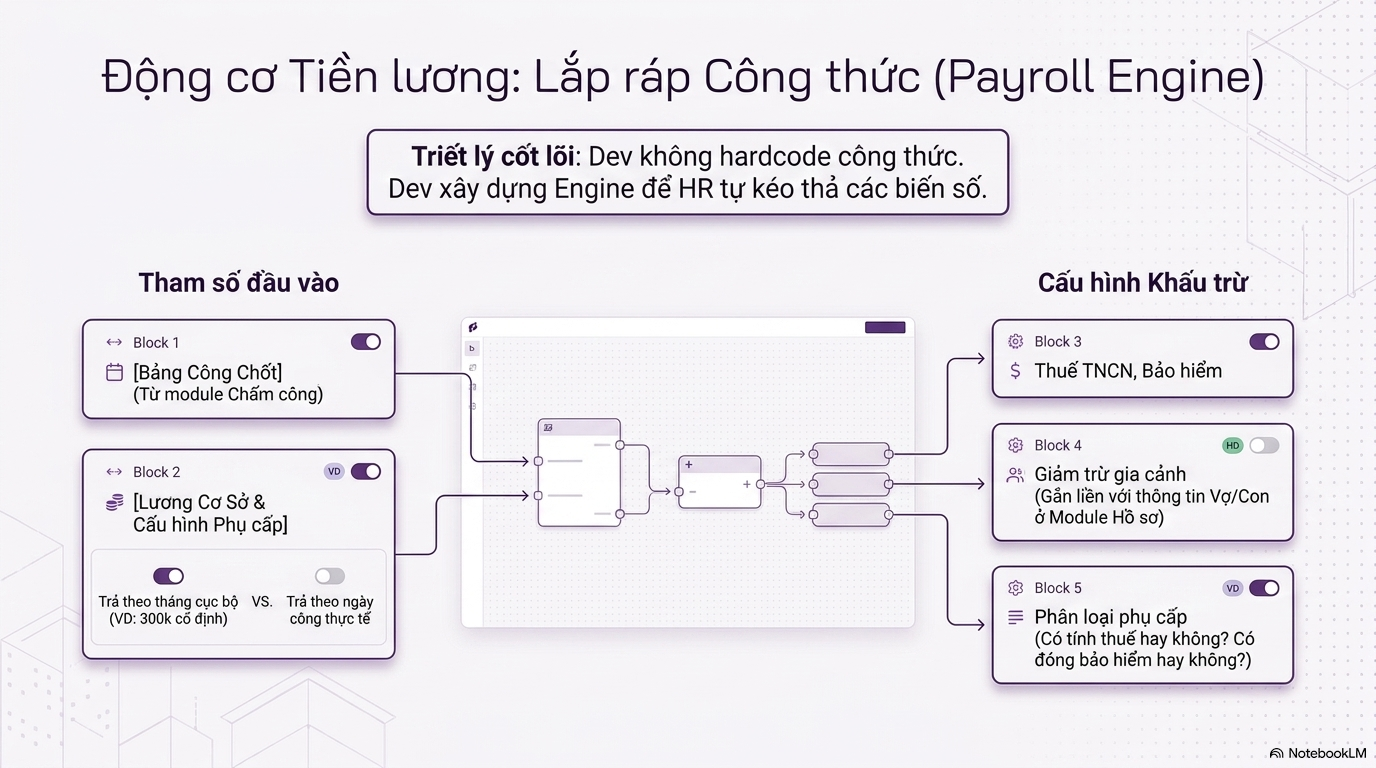 Động cơ Tiền lương: Lắp ráp Công thức (Payroll Engine)
Triết lý cốt lõi: Dev không hardcode công thức.
Dev xây dựng Engine để HR tự kéo thả các biến số.
Tham số đầu vào
Block 1
[Bảng Công Chốt]
(Từ module Chấm công)
Block 2
VD
[Lương Cơ Sở &
Cấu hình Phụ cấp]
Trả theo tháng cục bộ
(VD: 300k cố định)
VS.
Trả theo ngày
công thực tế
b
+
−
+
Cấu hình Khấu trừ
Block 3
$ Thuế TNCN, Bảo hiểm
Block 4
HD
Giảm trừ gia cảnh
(Gắn liền với thông tin Vợ/Con
ở Module Hồ sơ)
Block 5
VD
Phân loại phụ cấp
(Có tính thuế hay không? Có
đóng bảo hiểm hay không?)
NotebookLM